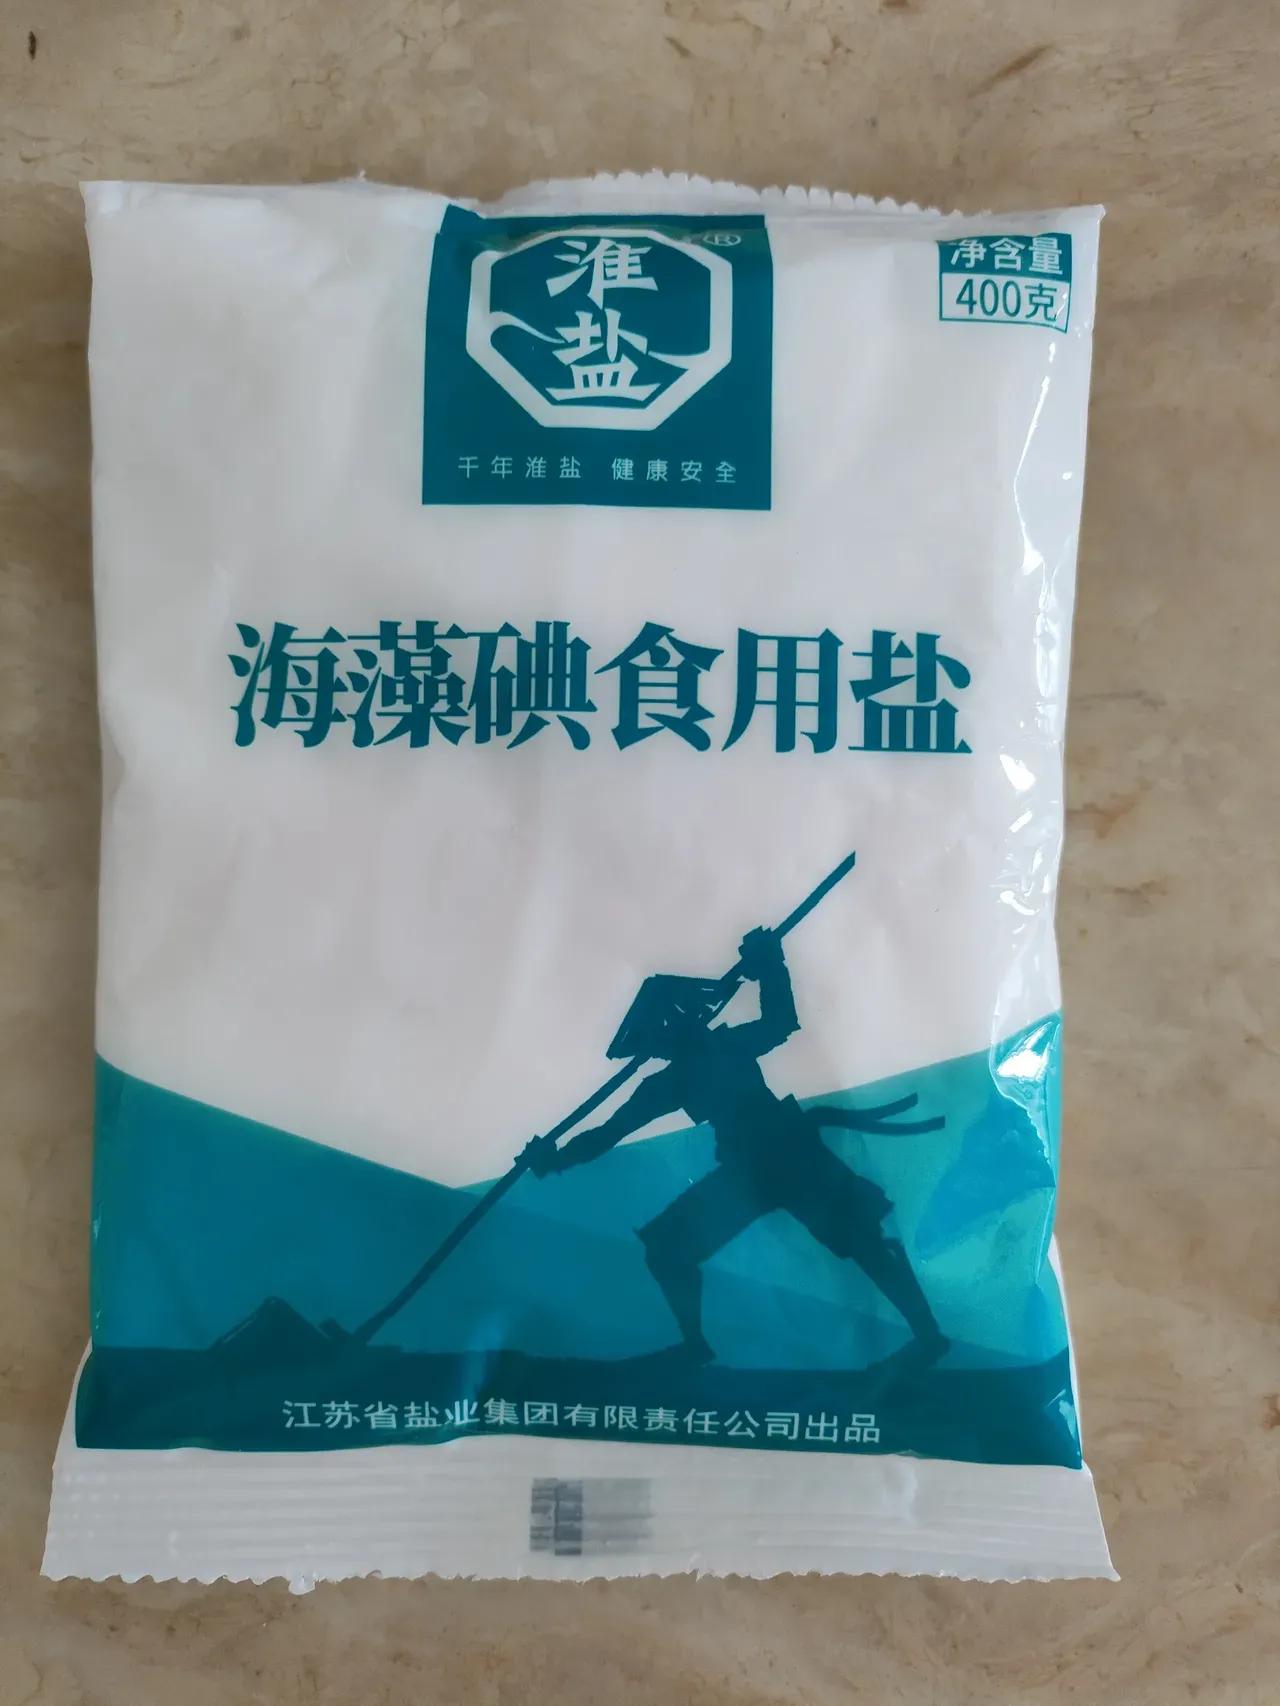 淮盐®
净含量
400克
千年淮盐 健康安全
海藻碘食用盐
江苏省盐业集团有限责任公司出品